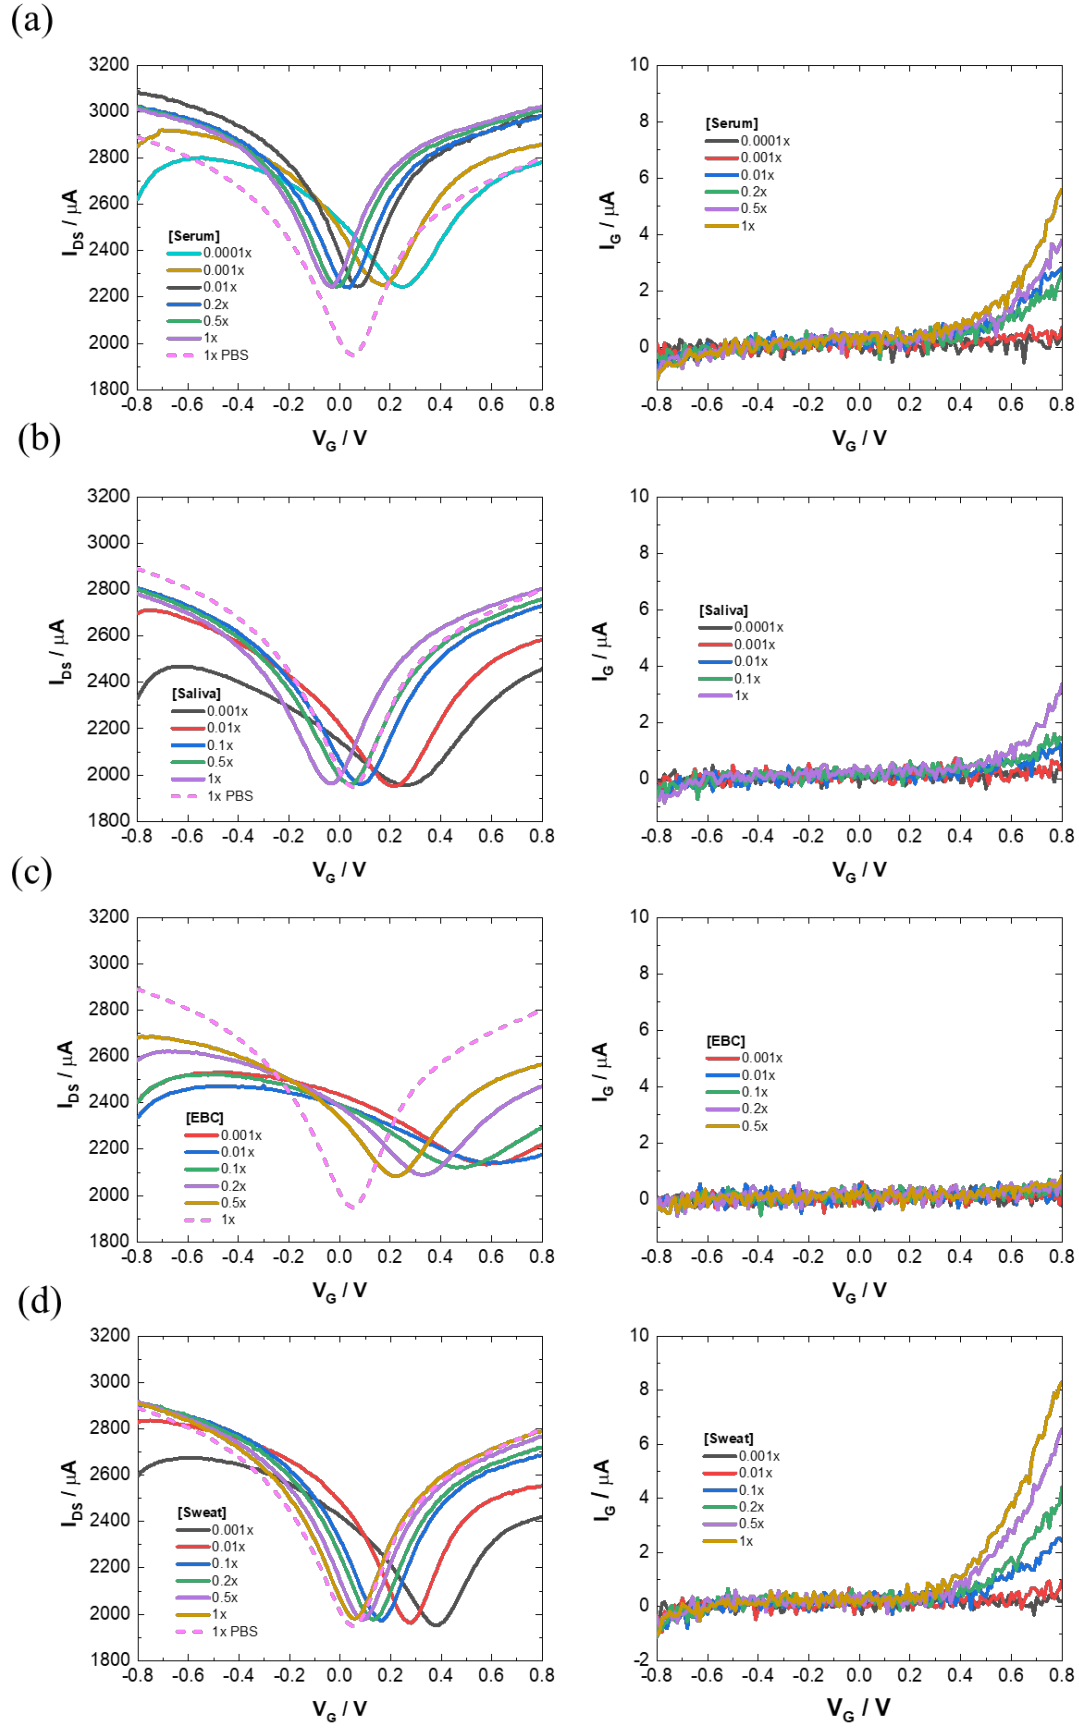 (a)
3200
3000
2800
2600
2400
2200
2000
1800
I_DS / μA
[Serum]
0.0001x
0.001x
0.01x
0.2x
0.5x
1x
1x PBS
-0.8 -0.6 -0.4 -0.2 0.0 0.2 0.4 0.6 0.8
V_G / V
10
8
6
4
2
0
I_G / μA
[Serum]
0.0001x
0.001x
0.01x
0.2x
0.5x
1x
-0.8 -0.6 -0.4 -0.2 0.0 0.2 0.4 0.6 0.8
V_G / V
(b)
3200
3000
2800
2600
2400
2200
2000
1800
I_DS / μA
[Saliva]
0.001x
0.01x
0.1x
0.5x
1x
1x PBS
-0.8 -0.6 -0.4 -0.2 0.0 0.2 0.4 0.6 0.8
V_G / V
10
8
6
4
2
0
I_G / μA
[Saliva]
0.0001x
0.001x
0.01x
0.1x
1x
-0.8 -0.6 -0.4 -0.2 0.0 0.2 0.4 0.6 0.8
V_G / V
(c)
3200
3000
2800
2600
2400
2200
2000
1800
I_DS / μA
[EBC]
0.001x
0.01x
0.1x
0.2x
0.5x
1x
-0.8 -0.6 -0.4 -0.2 0.0 0.2 0.4 0.6 0.8
V_G / V
10
8
6
4
2
0
I_G / μA
[EBC]
0.001x
0.01x
0.1x
0.2x
0.5x
-0.8 -0.6 -0.4 -0.2 0.0 0.2 0.4 0.6 0.8
V_G / V
(d)
3200
3000
2800
2600
2400
2200
2000
1800
I_DS / μA
[Sweat]
0.001x
0.01x
0.1x
0.2x
0.5x
1x
1x PBS
-0.8 -0.6 -0.4 -0.2 0.0 0.2 0.4 0.6 0.8
V_G / V
10
8
6
4
2
0
-2
I_G / μA
[Sweat]
0.001x
0.01x
0.1x
0.2x
0.5x
1x
-0.8 -0.6 -0.4 -0.2 0.0 0.2 0.4 0.6 0.8
V_G / V